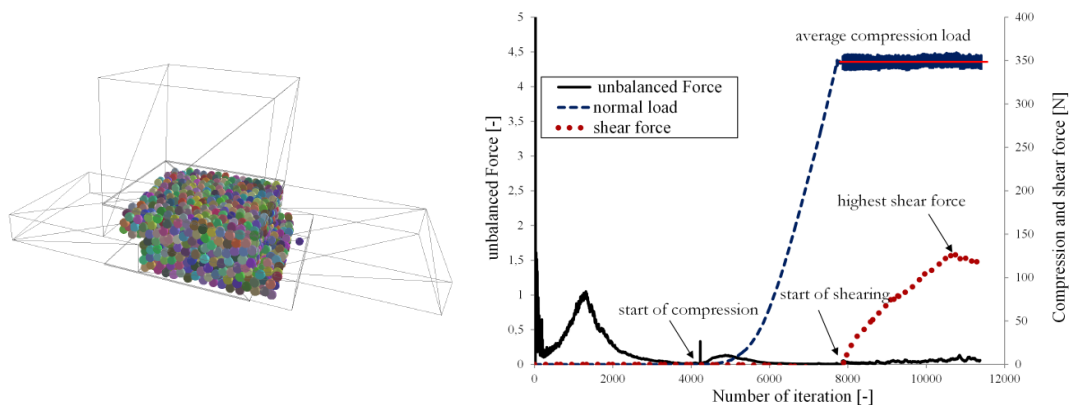 unbalanced Force [-]
5
4,5
4
3,5
3
2,5
2
1,5
1
0,5
0
unbalanced Force
normal load
shear force
average compression load
highest shear force
start of compression
start of shearing
400
350
300
250
200
150
100
50
0
Compression and shear force [N]
0
2000
4000
6000
8000
10000
12000
Number of iteration [-]